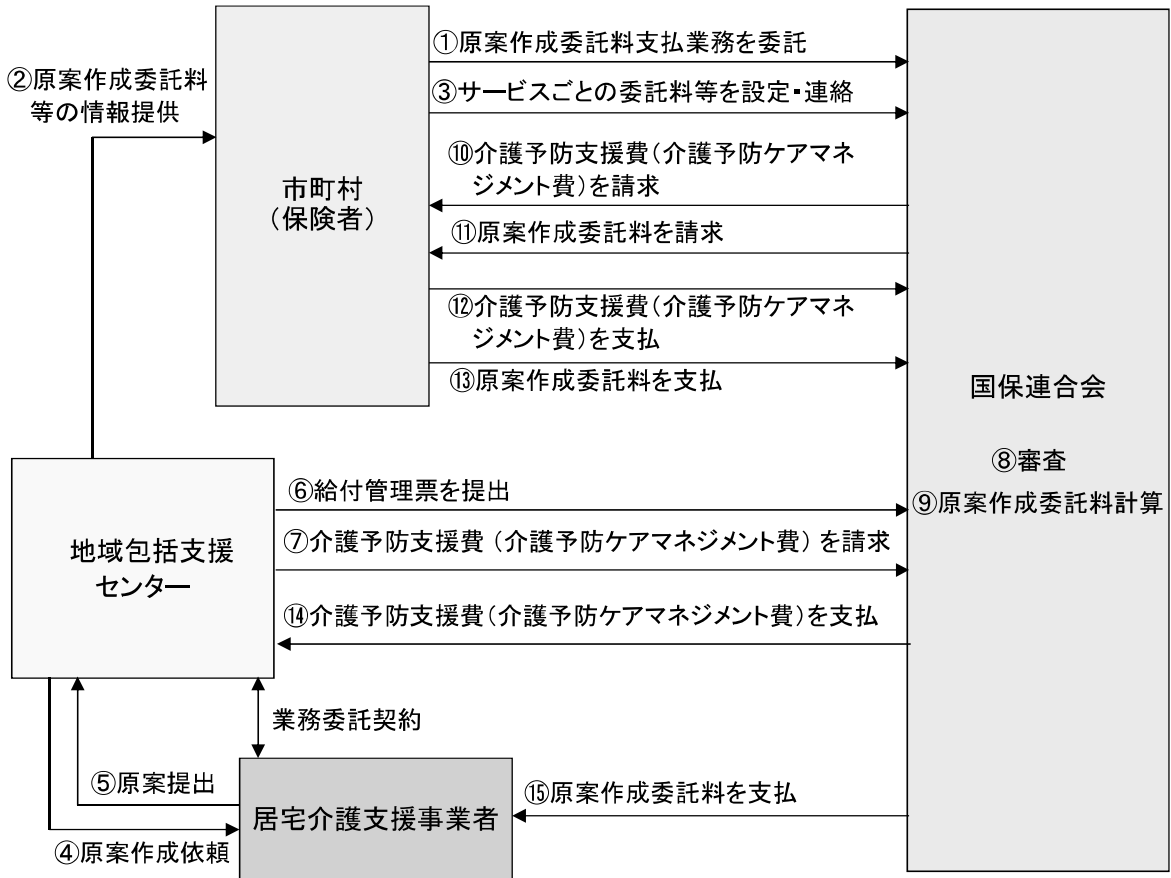 ①原案作成委託料支払業務を委託
②原案作成委託料
等の情報提供
③サービスごとの委託料等を設定・連絡
⑩介護予防支援費(介護予防ケアマネ
ジメント費)を請求
市町村
(保険者)
⑪原案作成委託料を請求
⑫介護予防支援費(介護予防ケアマネ
ジメント費)を支払
⑬原案作成委託料を支払
国保連合会
⑧審査
⑨原案作成委託料計算
⑥給付管理票を提出
地域包括支援
センター
⑦介護予防支援費 (介護予防ケアマネジメント費) を請求
⑭介護予防支援費(介護予防ケアマネジメント費)を支払
業務委託契約
⑤原案提出
④原案作成依頼
居宅介護支援事業者
⑮原案作成委託料を支払